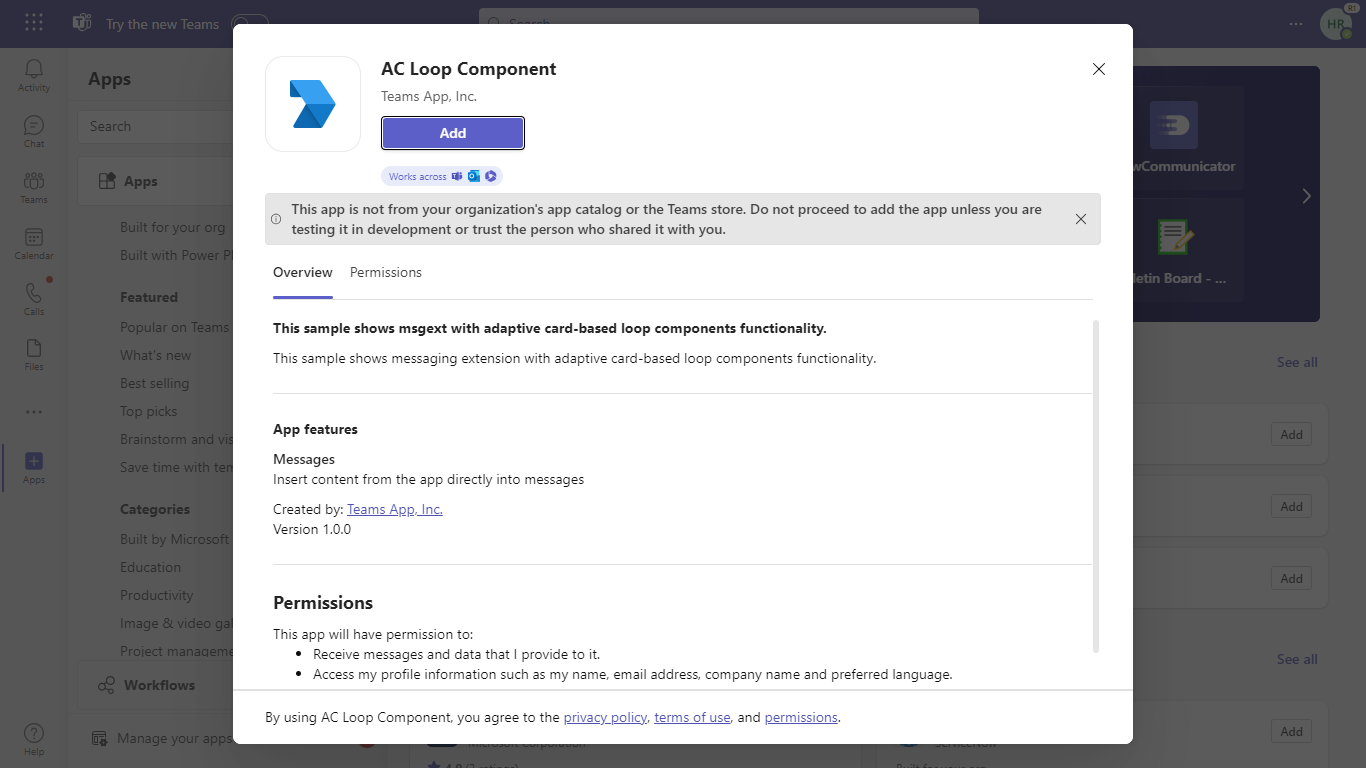 Try the new Teams
Search
HR
RI
Activity
Chat
Teams
Calendar
Calls
Files
Apps
Help
Apps
Search
Apps
Built for your org
Built with Power
Featured
Popular on Teams
What's new
Best selling
Top picks
Brainstorm and
Save time with
Categories
Built by Microsoft
Education
Productivity
Image & video
Project
Workflows
Manage your apps
AC Loop Component
Teams App, Inc.
Add
Works across
This app is not from your organization's app catalog or the Teams store. Do not proceed to add the app unless you are
testing it in development or trust the person who shared it with you.
Overview Permissions
This sample shows msgext with adaptive card-based loop components functionality.
This sample shows messaging extension with adaptive card-based loop components functionality.
App features
Messages
Insert content from the app directly into messages
Created by: Teams App, Inc.
Version 1.0.0
Permissions
This app will have permission to:
• Receive messages and data that I provide to it.
• Access my profile information such as my name, email address, company name and preferred language.
By using AC Loop Component, you agree to the privacy policy, terms of use, and permissions.
wCommunicator
letin Board - ...
See all
Add
Add
Add
See all
Add
Microsoft Corporation
ServiceNow
Built for your org